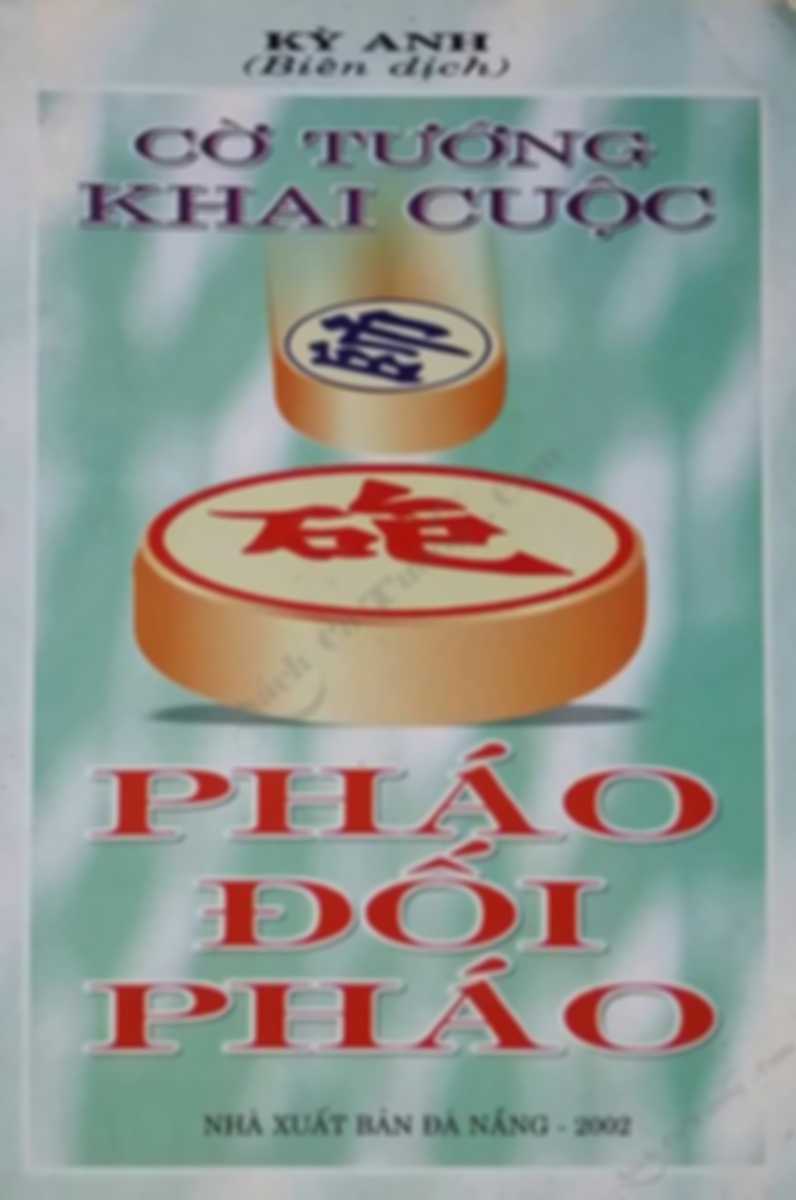 KỲ ANH
(Biên dịch)
CỜ TƯỚNG
KHAI CUỘC
帥
砲
PHÁO
ĐỐI
PHÁO
NHÀ XUẤT BẢN ĐÀ NẴNG - 2002